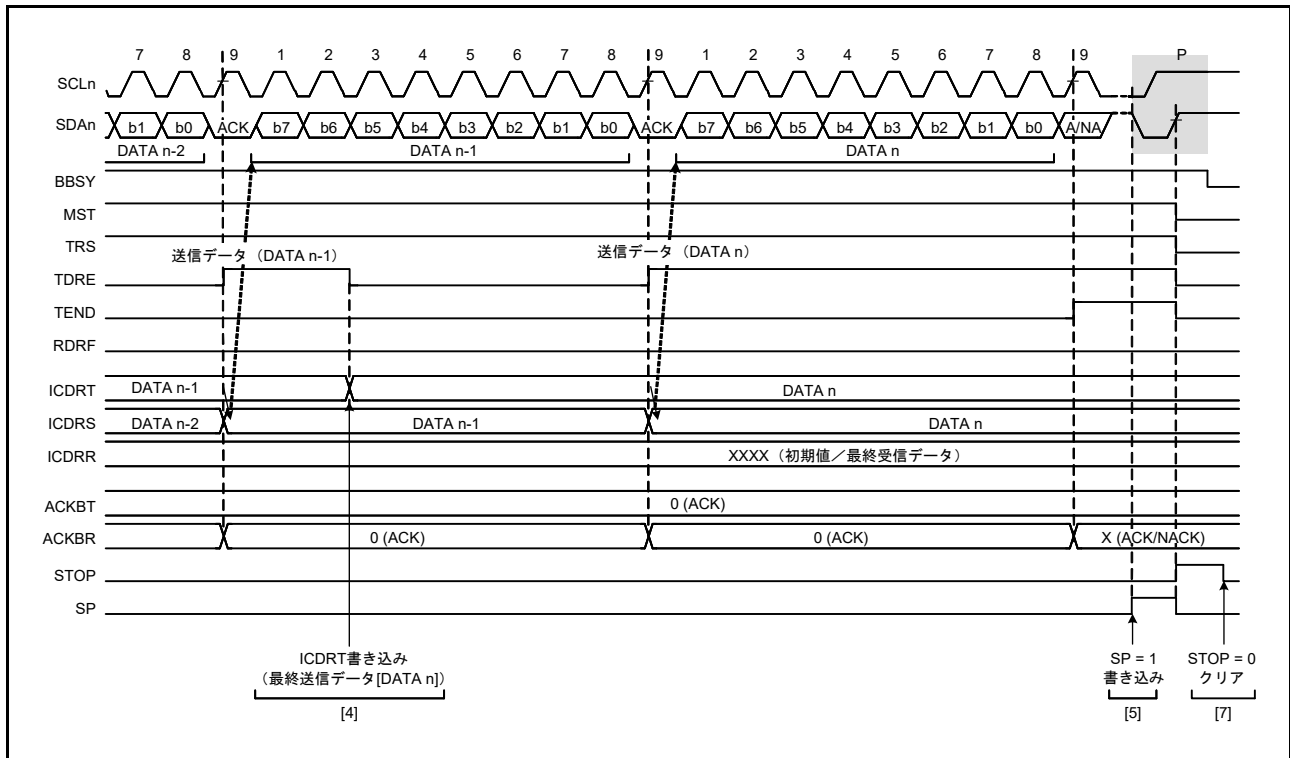 7 8 9 1 2 3 4 5 6 7 8 9 1 2 3 4 5 6 7 8 9 P
SCLn
SDAn b1 b0 ACK b7 b6 b5 b4 b3 b2 b1 b0 ACK b7 b6 b5 b4 b3 b2 b1 b0 A/NA
DATA n-2 DATA n-1 DATA n
BBSY
MST
TRS
送信データ（DATA n-1） 送信データ（DATA n）
TDRE
TEND
RDRF
ICDRT DATA n-1 DATA n
ICDRS DATA n-2 DATA n-1 DATA n
ICDRR XXXX（初期値／最終受信データ）
ACKBT 0 (ACK)
ACKBR 0 (ACK) 0 (ACK) X (ACK/NACK)
STOP
SP
ICDRT書き込み
（最終送信データ[DATA n]）
[4]
SP = 1
書き込み
[5]
STOP = 0
クリア
[7]